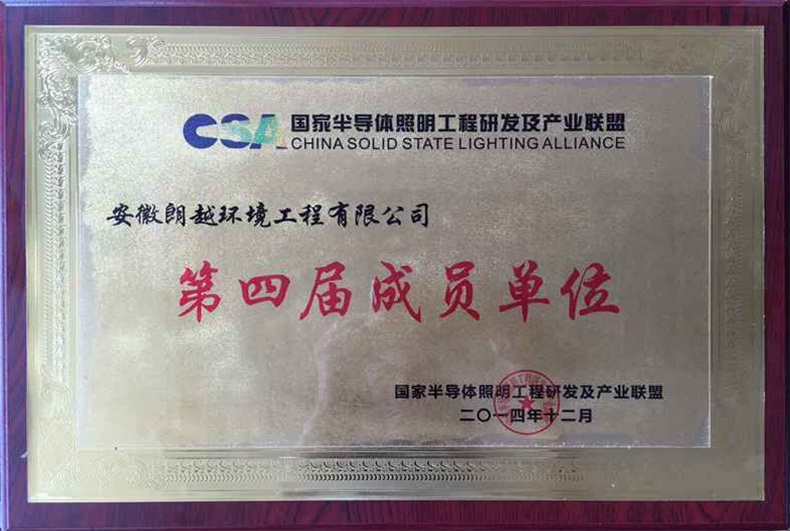 CSA 国家半导体照明工程研发及产业联盟
CHINA SOLID STATE LIGHTING ALLIANCE
安徽朗越环境工程有限公司
第四届成员单位
国家半导体照明工程研发及产业联盟
二〇一四年十二月